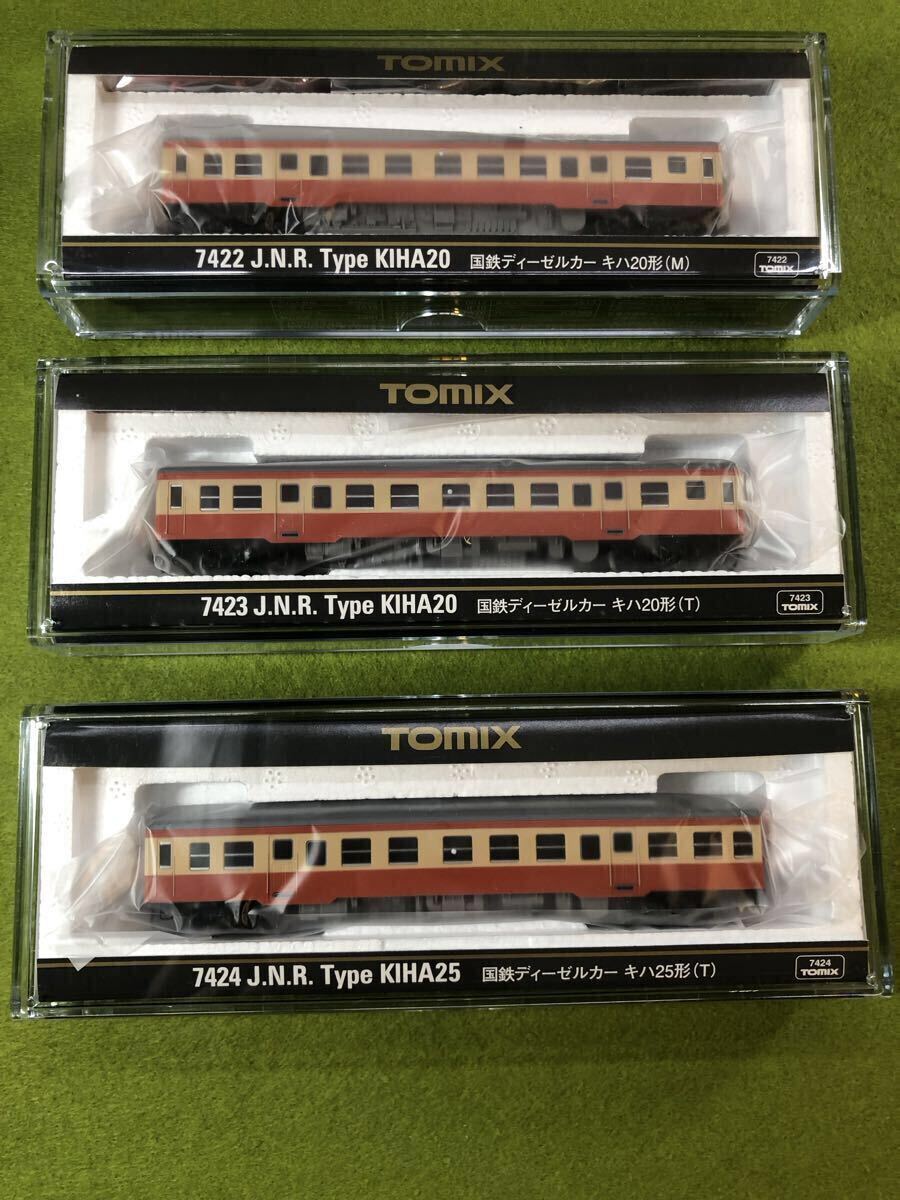 TOMIX
7422 J.N.R. Type KIHA20 国鉄ディーゼルカー キハ20形(M)
7422
TOMIX
TOMIX
7423 J.N.R. Type KIHA20 国鉄ディーゼルカー キハ20形(T)
7423
TOMIX
TOMIX
7424 J.N.R. Type KIHA25 国鉄ディーゼルカー キハ25形(T)
7424
TOMIX